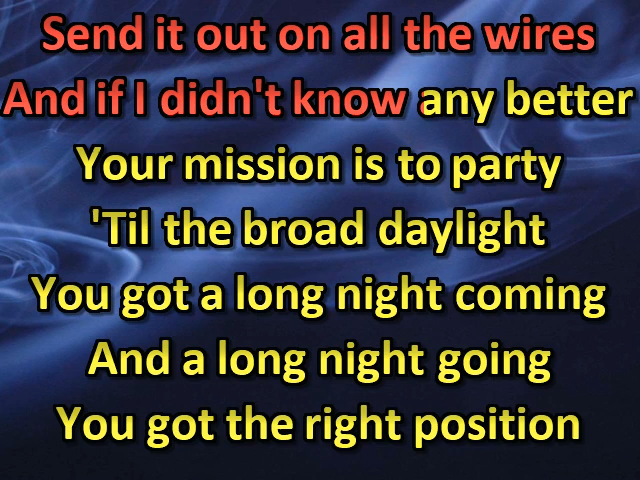 Send it out on all the wires
And if I didn't know any better
Your mission is to party
'Til the broad daylight
You got a long night coming
And a long night going
You got the right position